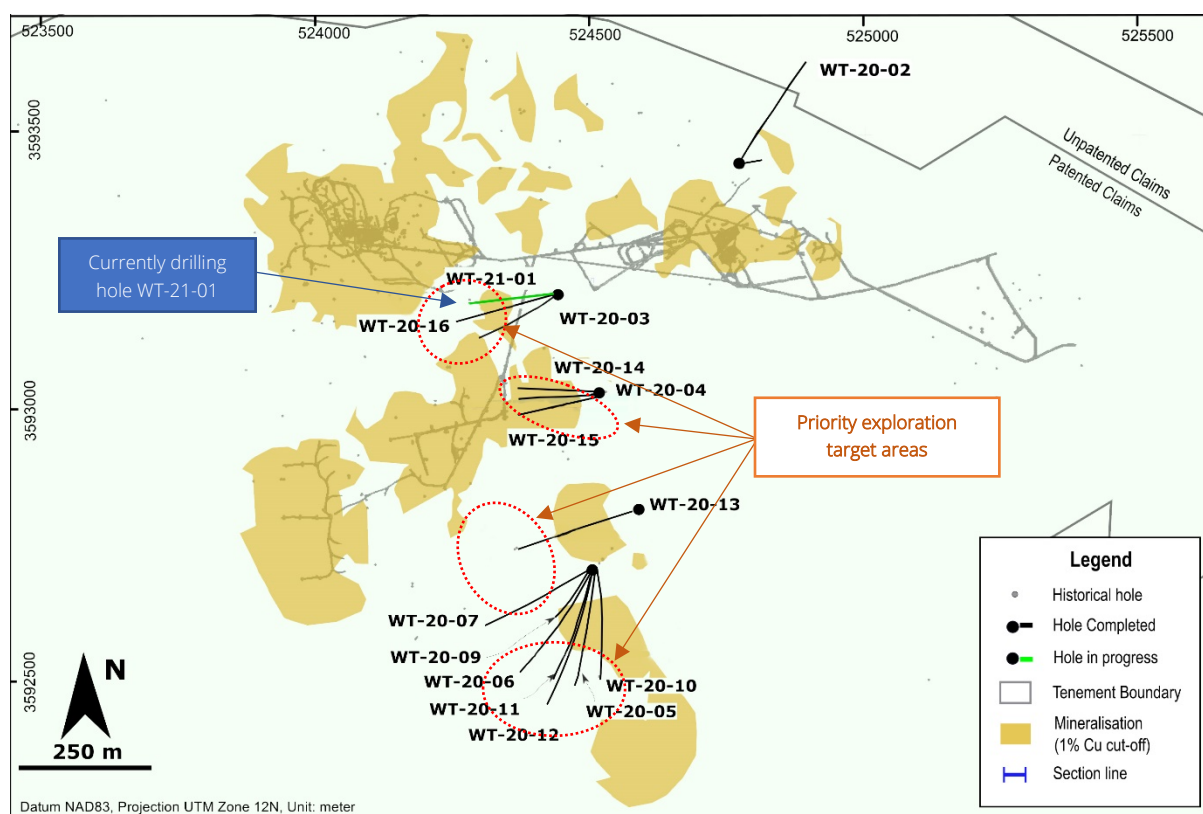 523500
524000
524500
525000
525500
WT-20-02
3593500
Unpatented Claims
Patented Claims
Currently drilling
hole WT-21-01
WT-21-01
WT-20-16
WT-20-03
WT-20-14
WT-20-04
3593000
WT-20-15
Priority exploration
target areas
WT-20-13
WT-20-07
WT-20-09
WT-20-06
WT-20-10
WT-20-11
WT-20-05
WT-20-12
3592500
N
250 m
Legend
Historical hole
Hole Completed
Hole in progress
Tenement Boundary
Mineralisation
(1% Cu cut-off)
Section line
Datum NAD83, Projection UTM Zone 12N, Unit: meter